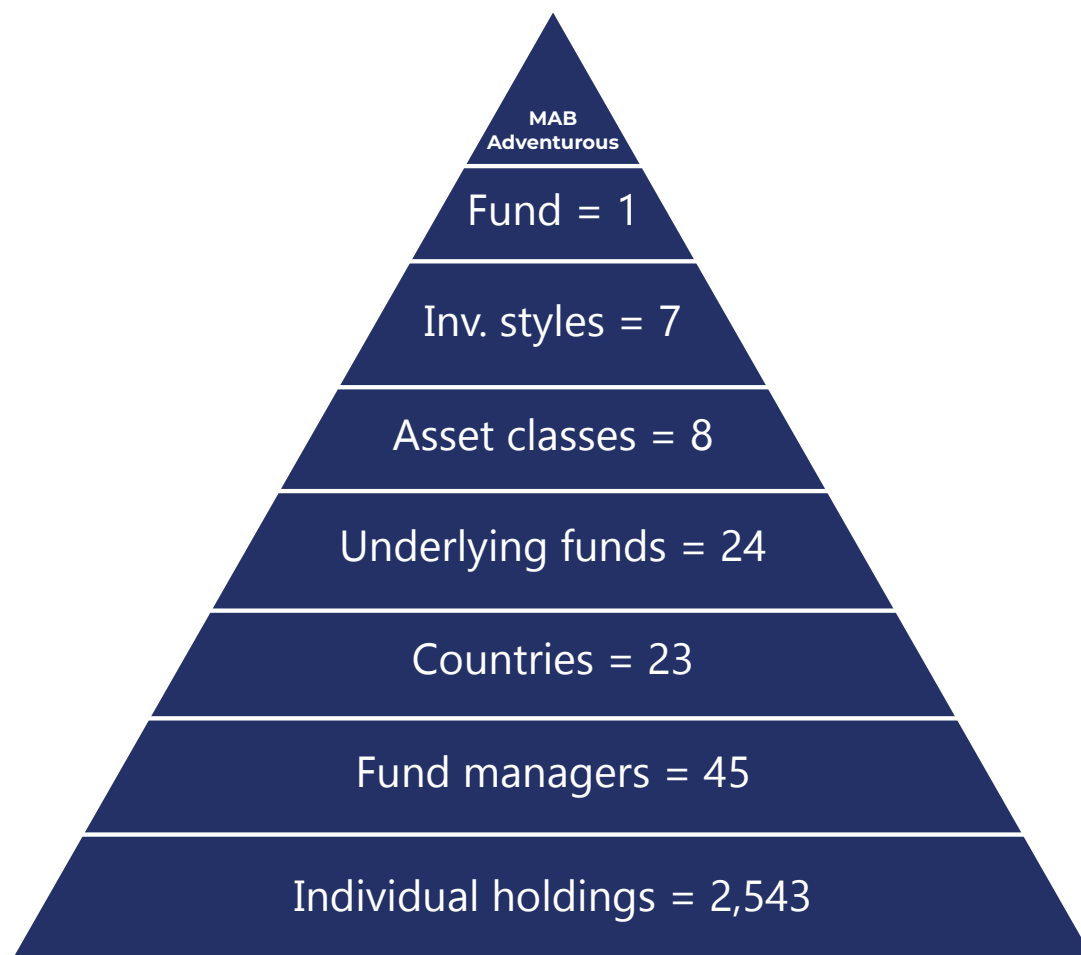 MAB
Adventurous
Fund = 1
Inv. styles = 7
Asset classes = 8
Underlying funds = 24
Countries = 23
Fund managers = 45
Individual holdings = 2,543